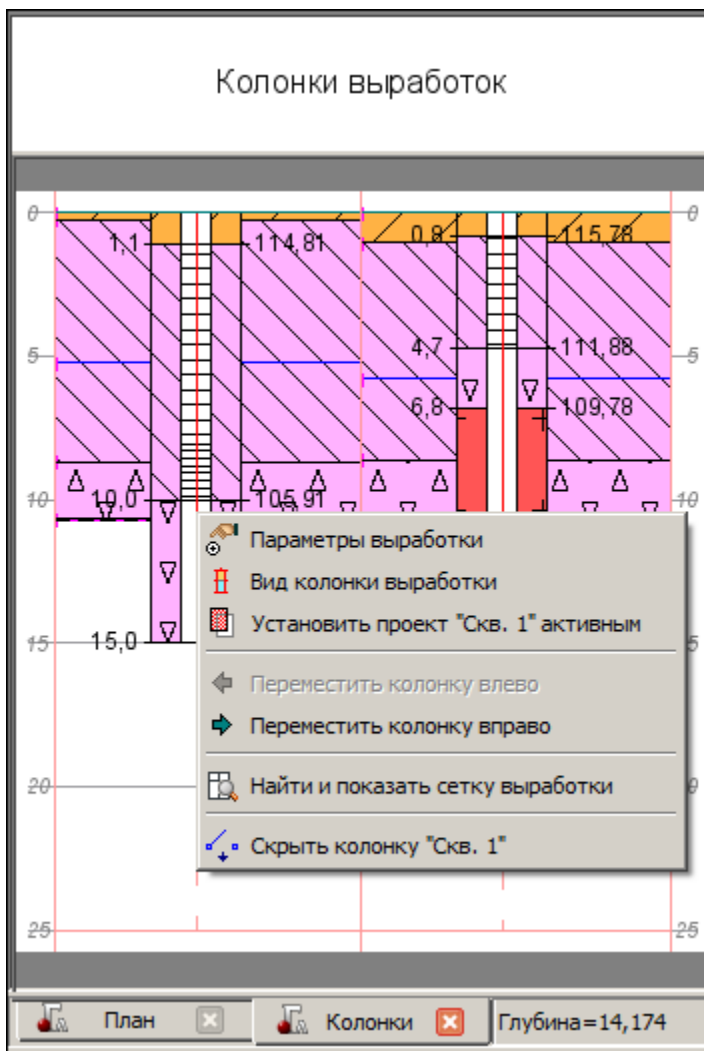 Колонки выработок
0 0
1,1 114,81 0,8 115,78
5 4,7 111,88 5
6,8 109,78
10 10,0 105,91 10
Параметры выработки
Вид колонки выработки
Установить проект "Скв. 1" активным
15 15,0 5
Переместить колонку влево
Переместить колонку вправо
20 Найти и показать сетку выработки 0
Скрыть колонку "Скв. 1"
25 25
План Колонки Глубина=14,174